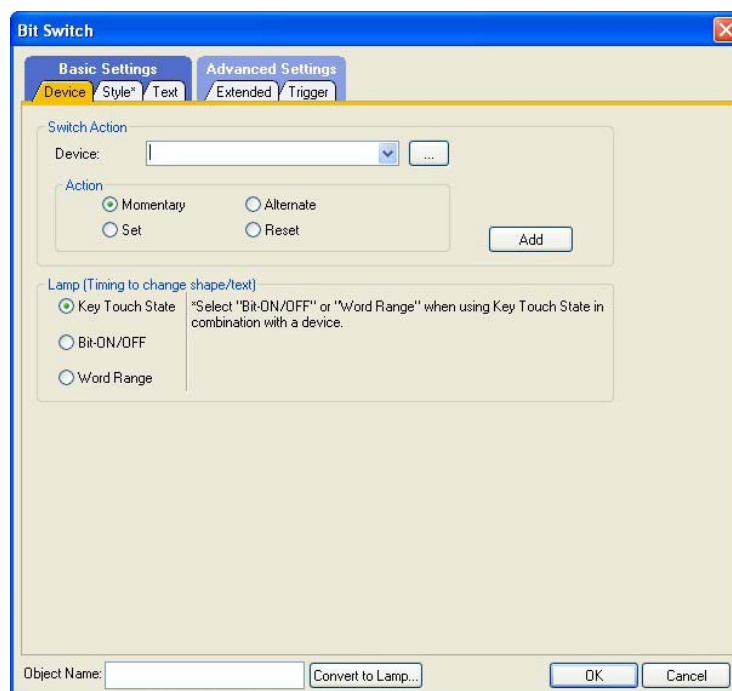 Bit Switch
Basic Settings Advanced Settings
Device Style* Text Extended Trigger
Switch Action
Device: ...
Action
Momentary Alternate
Set Reset
Add
Lamp (Timing to change shape/text)
Key Touch State *Select "Bit-ON/OFF" or "Word Range" when using Key Touch State in
combination with a device.
Bit-ON/OFF
Word Range
Object Name: Convert to Lamp... OK Cancel